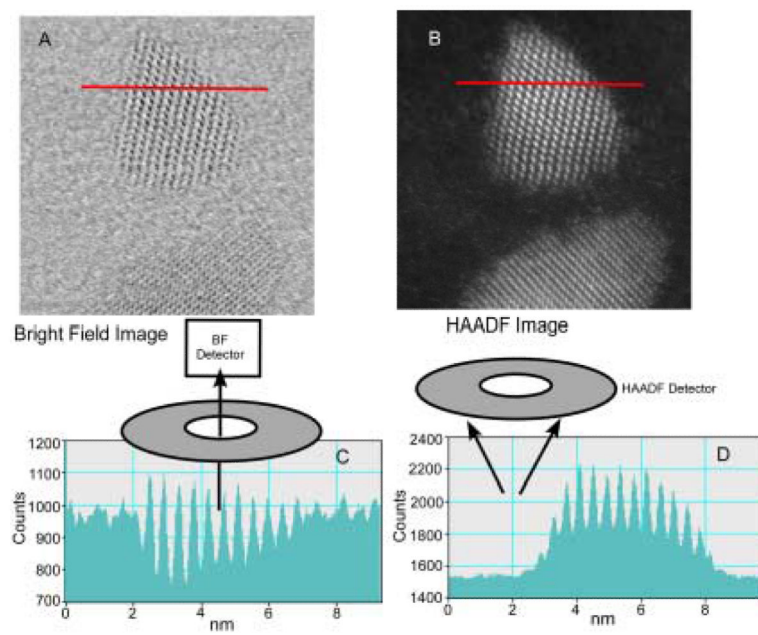 A
B
Bright Field Image
HAADF Image
BF
Detector
HAADF Detector
1200
1100
1000
900
800
700
Counts
C
0 2 4 6 8
nm
2400
2200
2000
1800
1600
1400
Counts
D
0 2 4 6 8
nm